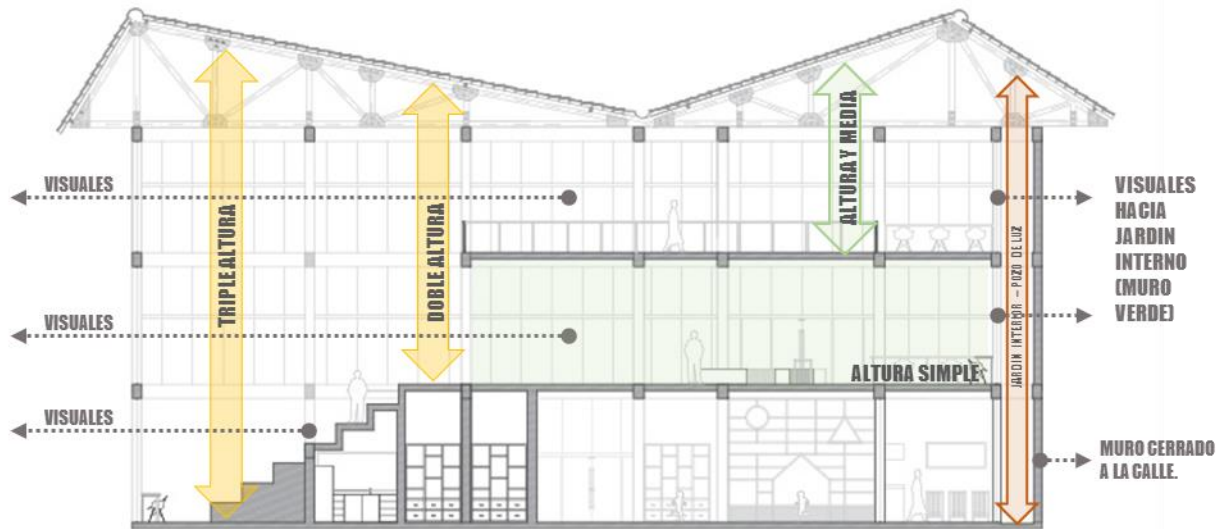 VISUALES
VISUALES
VISUALES
TRIPLE ALTURA
DOBLE ALTURA
ALTURA Y MEDIA
ALTURA SIMPLE
JARDIN INTERIOR – POZO DE LUZ
VISUALES
HACIA
JARDIN
INTERNO
(MURO
VERDE)
MURO CERRADO
A LA CALLE.